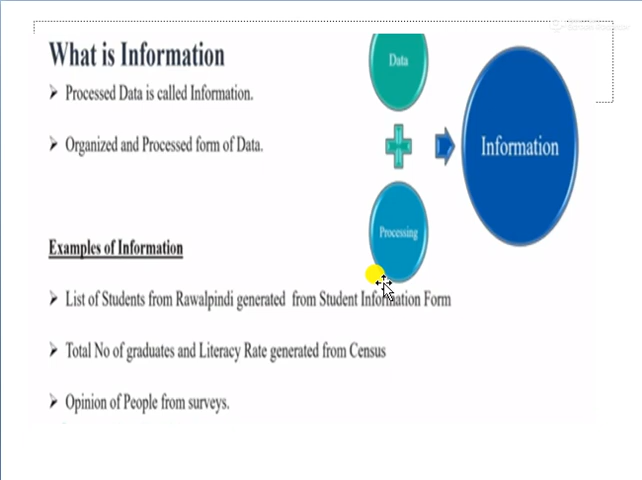 What is Information
➤ Processed Data is called Information.
➤ Organized and Processed form of Data.
Data
Processing
Information
Examples of Information
➤ List of Students from Rawalpindi generated from Student Information Form
➤ Total No of graduates and Literacy Rate generated from Census
➤ Opinion of People from surveys.